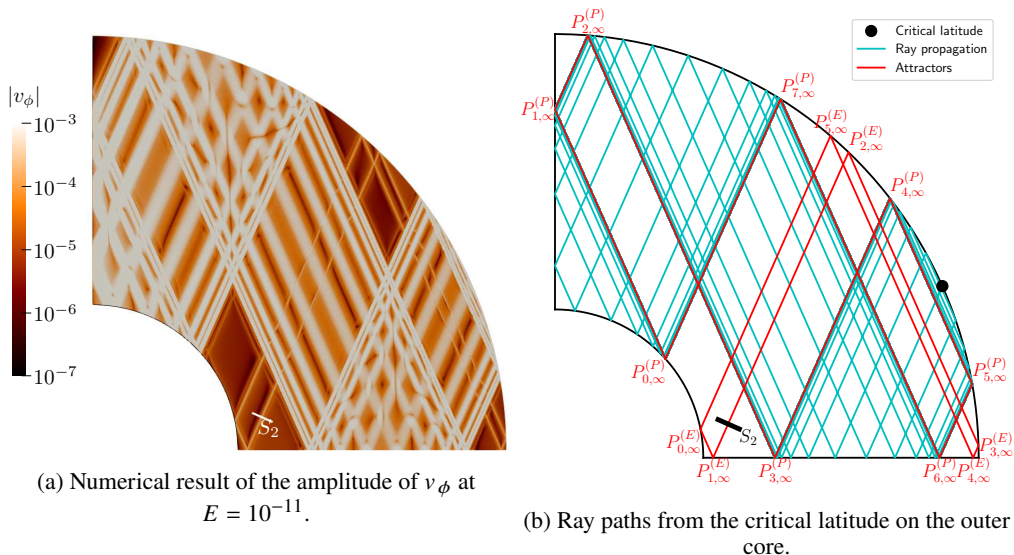 |v_ϕ|
10⁻³
10⁻⁴
10⁻⁵
10⁻⁶
10⁻⁷
S₂
(a) Numerical result of the amplitude of v_ϕ at
E = 10⁻¹¹.
Critical latitude
Ray propagation
Attractors
P_{2,∞}^{(P)}
P_{1,∞}^{(P)}
P_{7,∞}^{(P)}
P_{5,∞}^{(E)}
P_{2,∞}^{(E)}
P_{4,∞}^{(P)}
P_{0,∞}^{(P)}
P_{5,∞}^{(P)}
P_{0,∞}^{(E)}
S₂
P_{3,∞}^{(E)}
P_{1,∞}^{(E)}
P_{3,∞}^{(P)}
P_{6,∞}^{(P)}
P_{4,∞}^{(E)}
(b) Ray paths from the critical latitude on the outer
core.